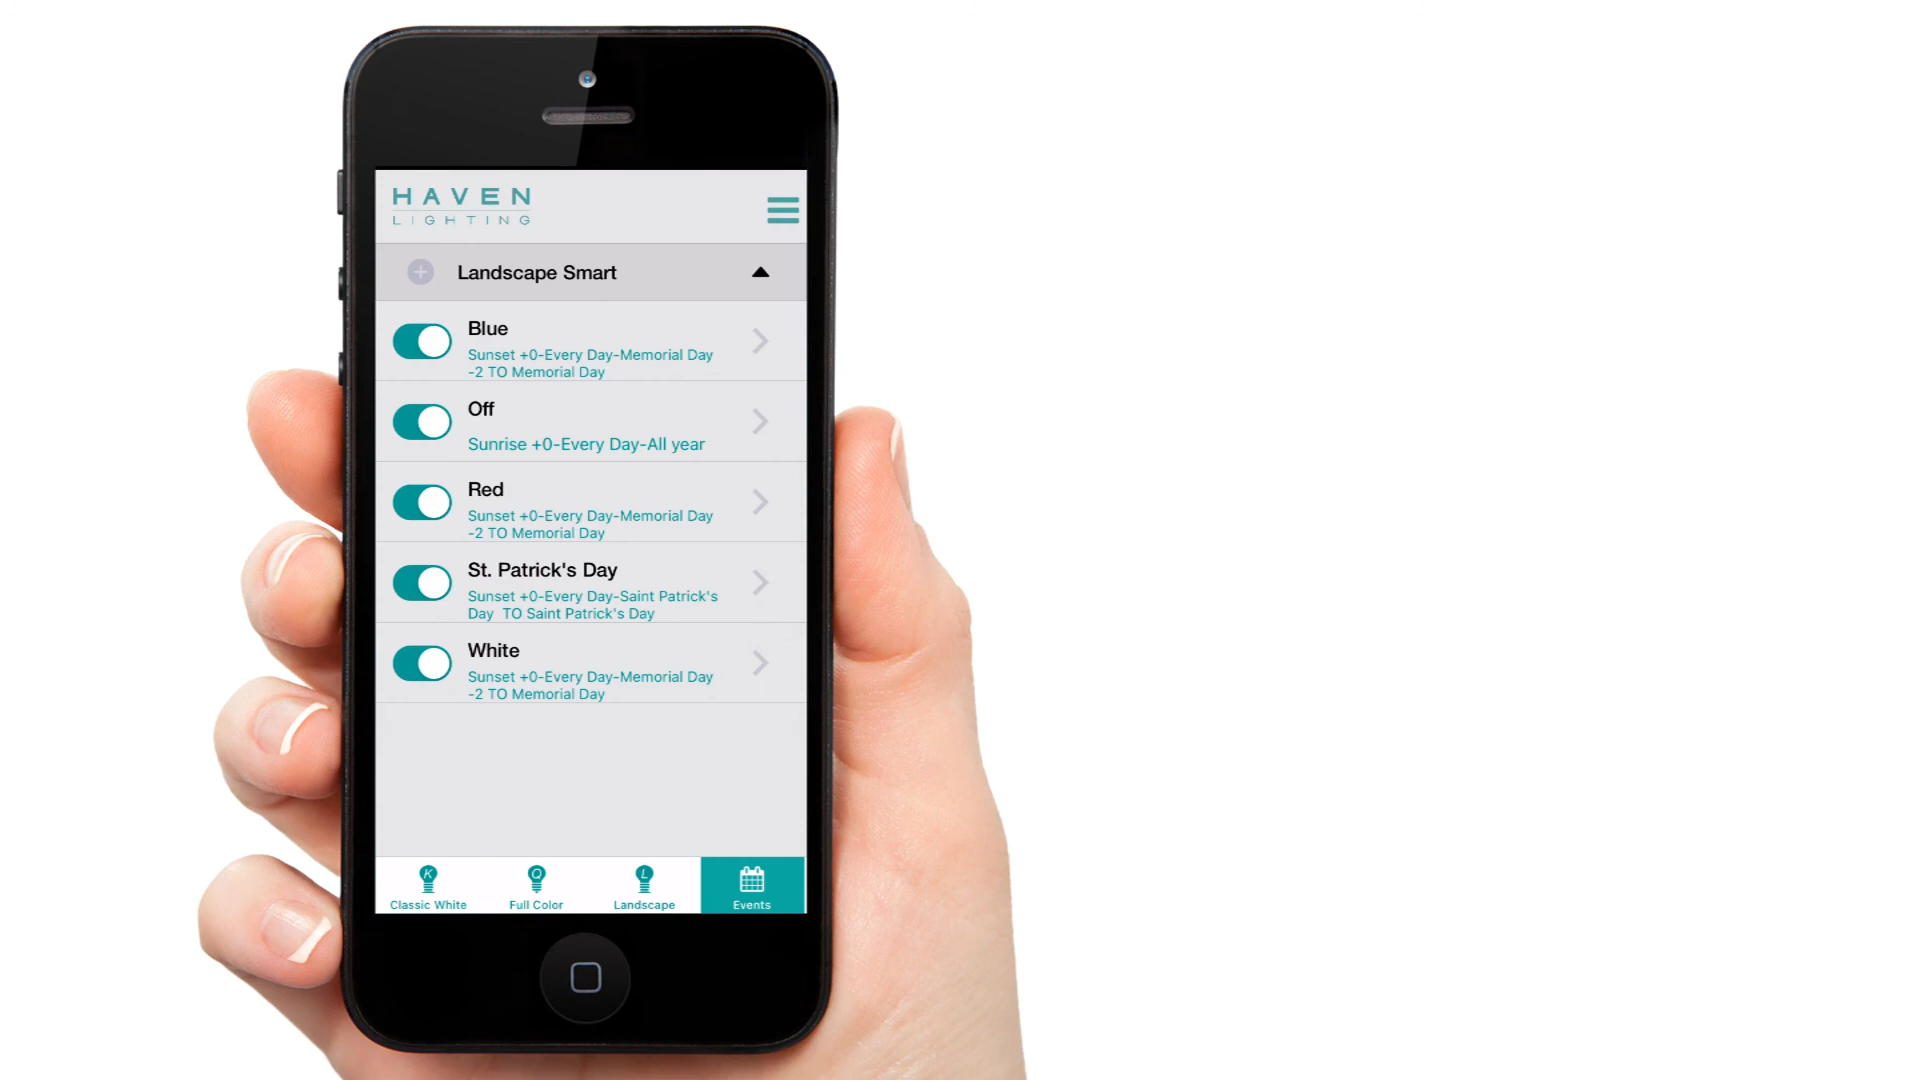 HAVEN
LIGHTING
Landscape Smart
Blue
Sunset +0-Every Day-Memorial Day
-2 TO Memorial Day
Off
Sunrise +0-Every Day-All year
Red
Sunset +0-Every Day-Memorial Day
-2 TO Memorial Day
St. Patrick's Day
Sunset +0-Every Day-Saint Patrick's
Day  TO Saint Patrick's Day
White
Sunset +0-Every Day-Memorial Day
-2 TO Memorial Day
K
Q
L
Classic White
Full Color
Landscape
Events